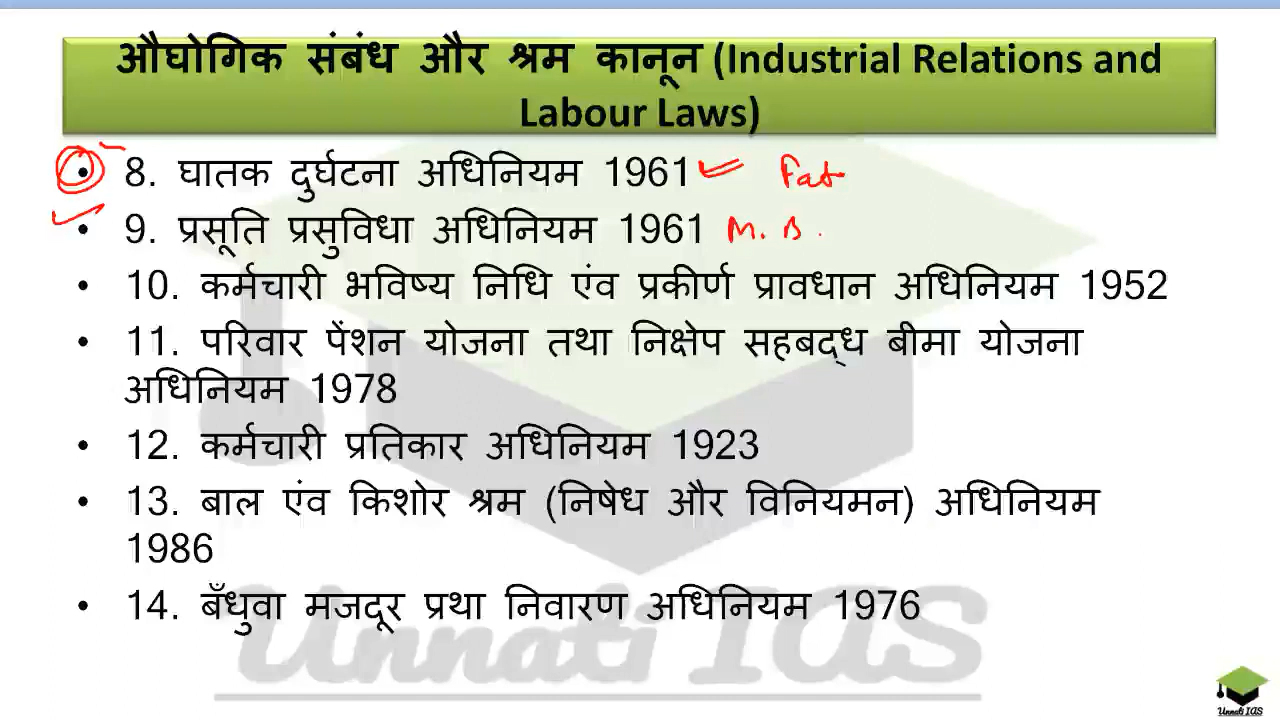 औघोगिक संबंध और श्रम कानून (Industrial Relations and
Labour Laws)
• 8. घातक दुर्घटना अधिनियम 1961 Fat
• 9. प्रसूति प्रसुविधा अधिनियम 1961 M. B.
• 10. कर्मचारी भविष्य निधि एंव प्रकीर्ण प्रावधान अधिनियम 1952
• 11. परिवार पेंशन योजना तथा निक्षेप सहबद्ध बीमा योजना
अधिनियम 1978
• 12. कर्मचारी प्रतिकार अधिनियम 1923
• 13. बाल एंव किशोर श्रम (निषेध और विनियमन) अधिनियम
1986
• 14. बँधुवा मजदूर प्रथा निवारण अधिनियम 1976
Unnati IAS
Unnati IAS